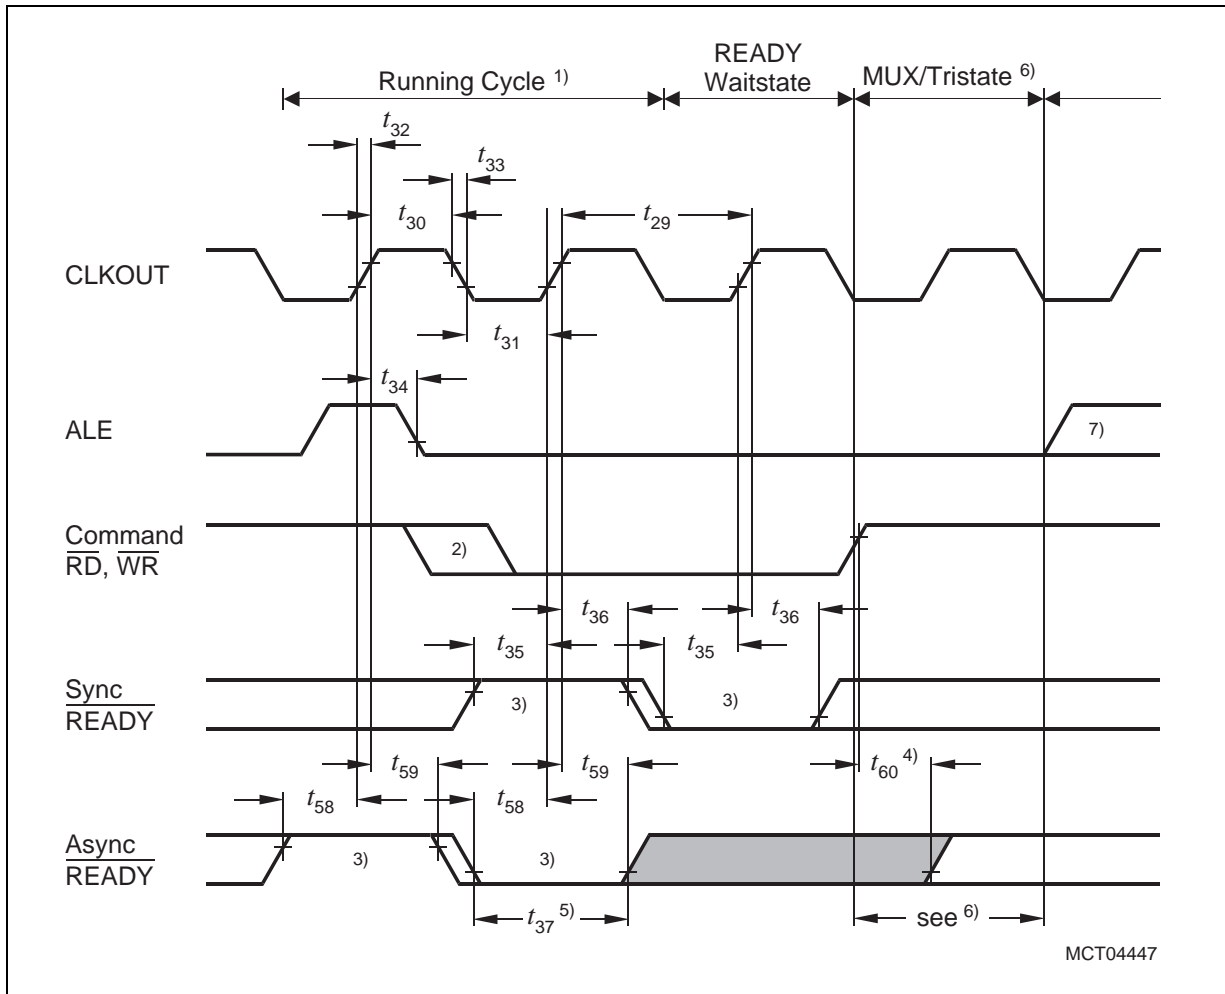 READY
Running Cycle 1)
Waitstate
MUX/Tristate 6)
t32
t33
t30
t29
CLKOUT
t31
t34
ALE
7)
Command
RD, WR
2)
t36
t36
t35
t35
Sync
READY
3)
3)
t59
t59
t60 4)
t58
t58
Async
READY
3)
3)
t37 5)
see 6)
MCT04447